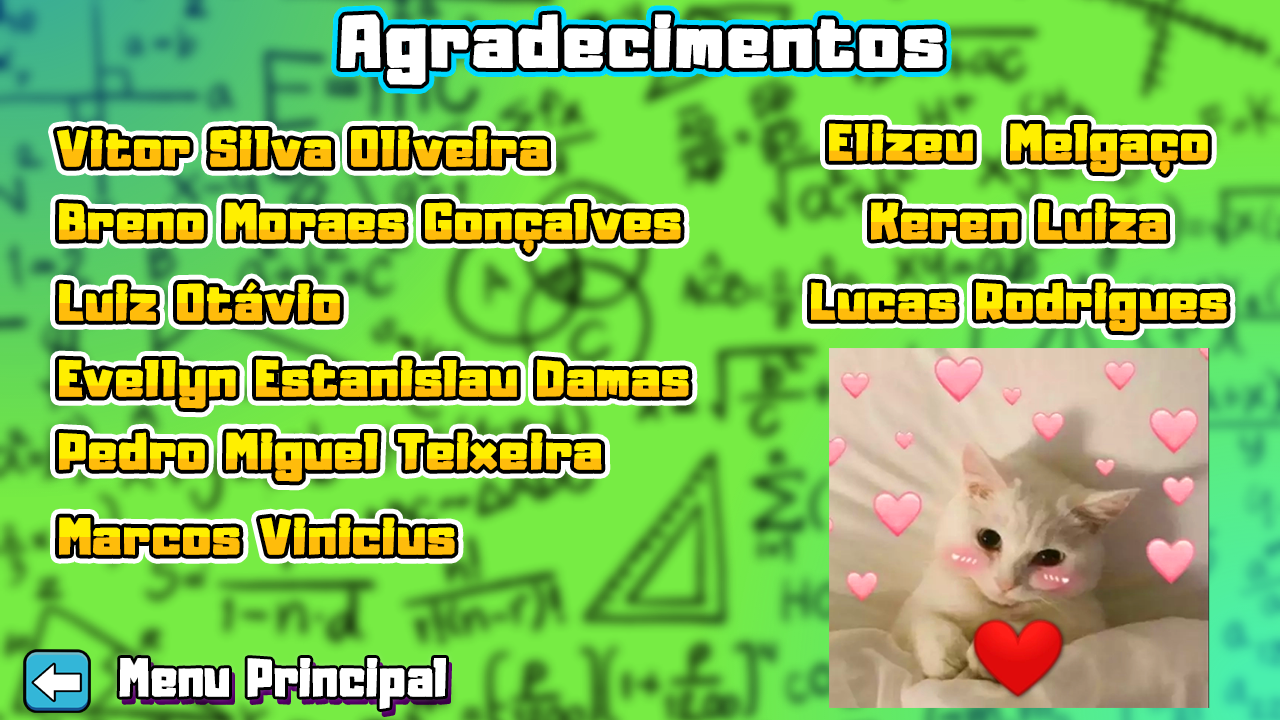 Agradecimentos
Vitor Silva Oliveira
Breno Moraes Gonçalves
Luiz Otávio
Evellyn Estanislau Damas
Pedro Miguel Teixeira
Marcos Vinicius
Elizeu Melgaço
Keren Luiza
Lucas Rodrigues
Menu Principal